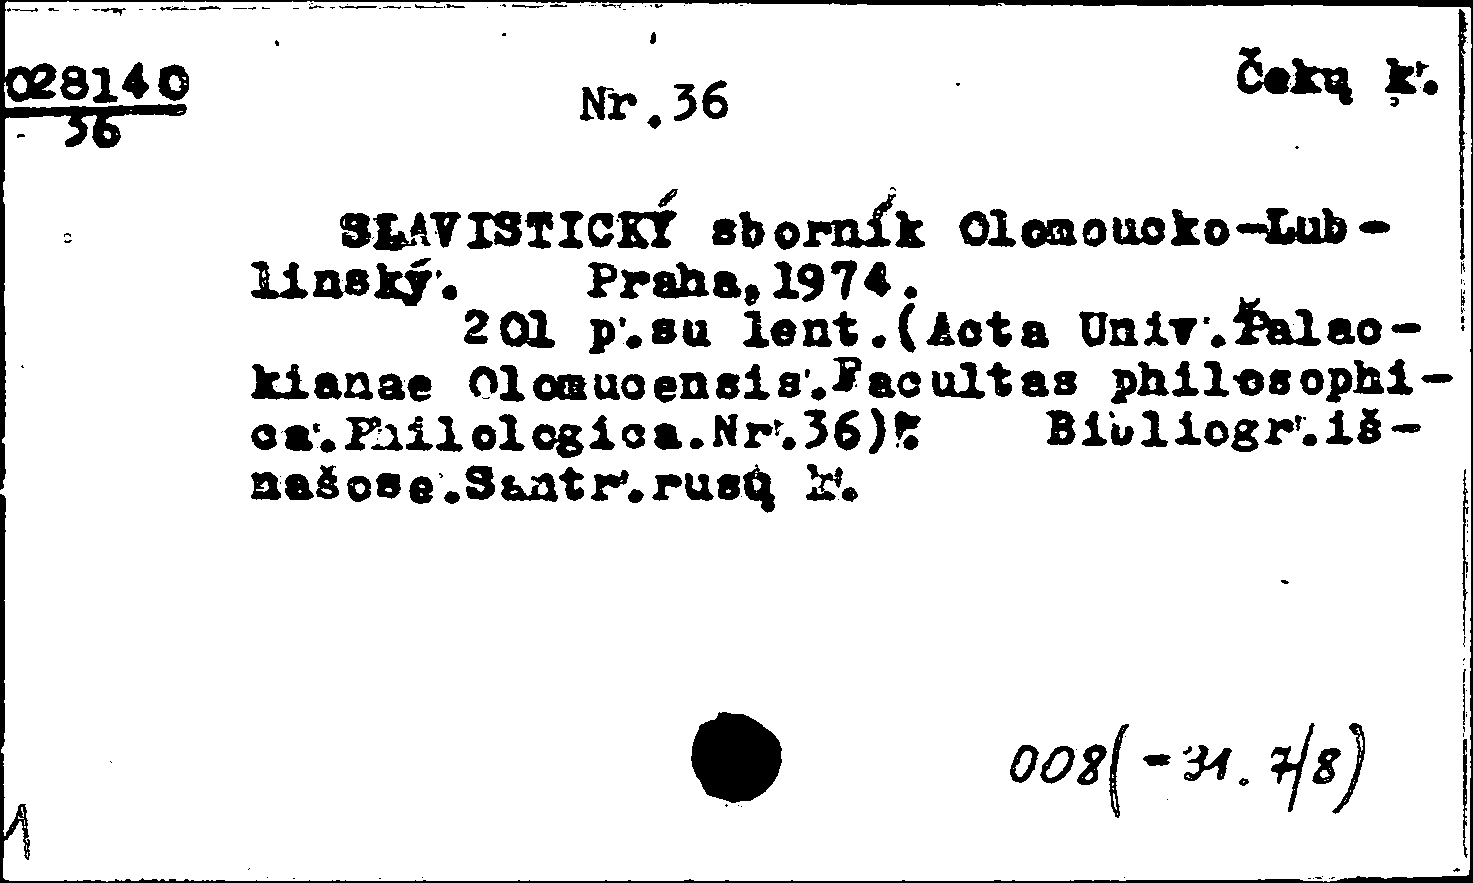 028140
36
Nr.36
Čekų k.
SLAVISTICKÝ sborník Olomoucko-Lub-
linský. Praha,1974.
201 p.su lent.(Acta Univ.Palac-
kianae Olomucensis.Facultas philosophi-
ca.Philologica.Nr.36). Bibliogr.iš-
našose.Santr.rusų k.
008(-31.7/8)
1